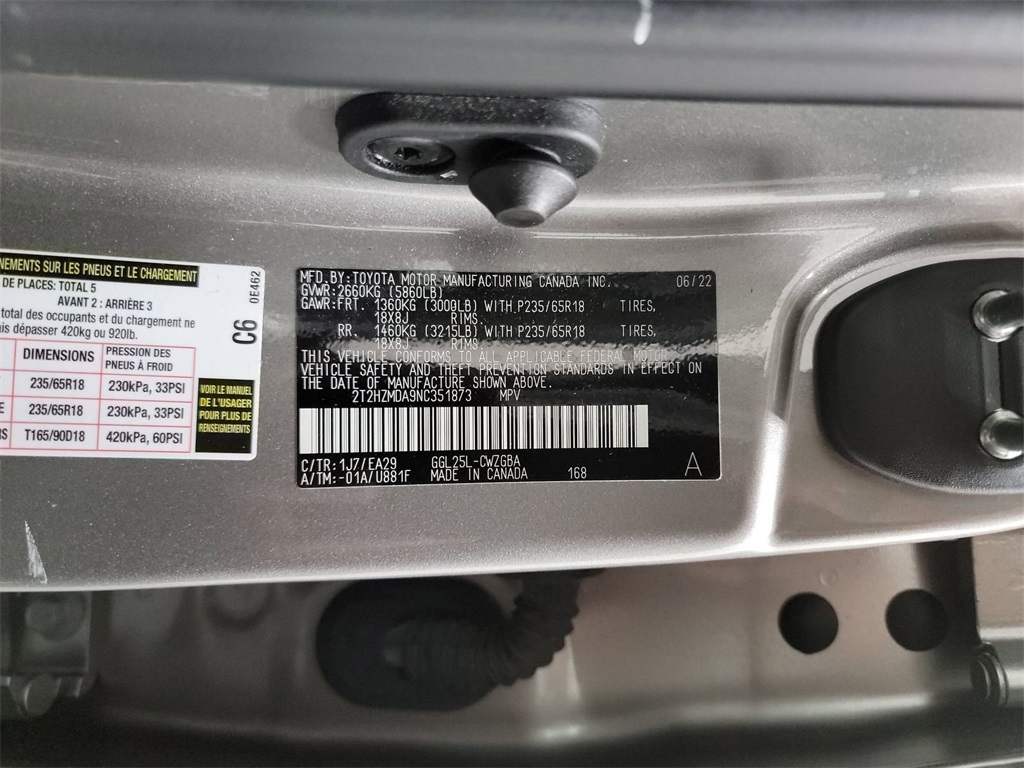 NEMENTS SUR LES PNEUS ET LE CHARGEMENT
DE PLACES: TOTAL 5
AVANT 2 : ARRIÈRE 3
total des occupants et du chargement ne
ais dépasser 420kg ou 920lb.
DIMENSIONS PRESSION DES PNEUS À FROID
235/65R18 230kPa, 33PSI
E 235/65R18 230kPa, 33PSI
RS T165/90D18 420kPa, 60PSI
0E462
C6
VOIR LE MANUEL
DE L'USAGER
POUR PLUS DE
RENSEIGNEMENTS
MFD.BY:TOYOTA MOTOR MANUFACTURING CANADA INC. 06/22
GVWR:2660KG (5860LB)
GAWR:FRT. 1360KG (3000LB) WITH P235/65R18 TIRES,
18X8J RIMS
RR. 1460KG (3215LB) WITH P235/65R18 TIRES,
18X8J RIMS
THIS VEHICLE CONFORMS TO ALL APPLICABLE FEDERAL MOTOR
VEHICLE SAFETY AND THEFT PREVENTION STANDARDS IN EFFECT ON
THE DATE OF MANUFACTURE SHOWN ABOVE.
2T2HZMDA9NC351873 MPV
C/TR:1J7/EA29 GGL25L-CWZGBA
A/TM:-01A/U881F MADE IN CANADA 168 A